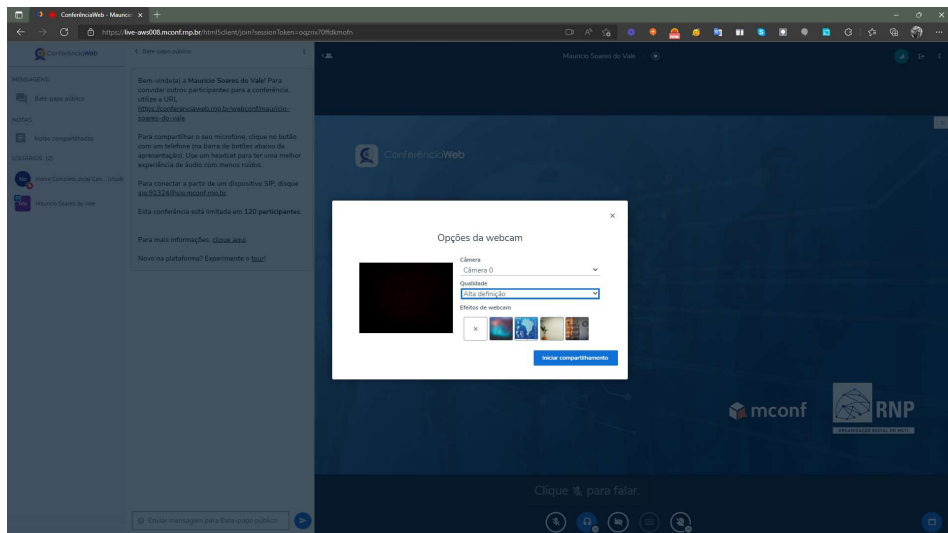 ConferênciaWeb - Mauricio
https://live-aws008.mconf.rnp.br/html5client/join?sessionToken=oqznx70ffdkmofn
ConferênciaWeb
Bate-papo público
Mauricio Soares do Vale
MENSAGENS
Bate-papo público
NOTAS
Notas compartilhadas
USUÁRIOS (2)
Mauricio Soares do Vale
Bem-vindo(a) a Mauricio Soares do Vale! Para
convidar outros participantes para a conferência,
utilize a URL
https://conferenciaweb.rnp.br/webconf/mauricio-
soares-do-vale
Para compartilhar o seu microfone, clique no botão
com um telefone (na barra de botões abaixo da
apresentação). Use um headset para ter uma melhor
experiência de áudio com menos ruídos.
Para conectar a partir de um dispositivo SIP, disque
sip:91324@sip.mconf.rnp.br.
Esta conferência está limitada em 120 participantes.
Para mais informações, clique aqui.
Novo na plataforma? Experimente o tour!
Enviar mensagem para Bate-papo público
ConferênciaWeb
Opções da webcam
Câmera
Câmera 0
Qualidade
Alta definição
Efeitos de webcam
Iniciar compartilhamento
mconf
RNP
ORGANIZAÇÃO SOCIAL DO MCTI
Clique para falar.